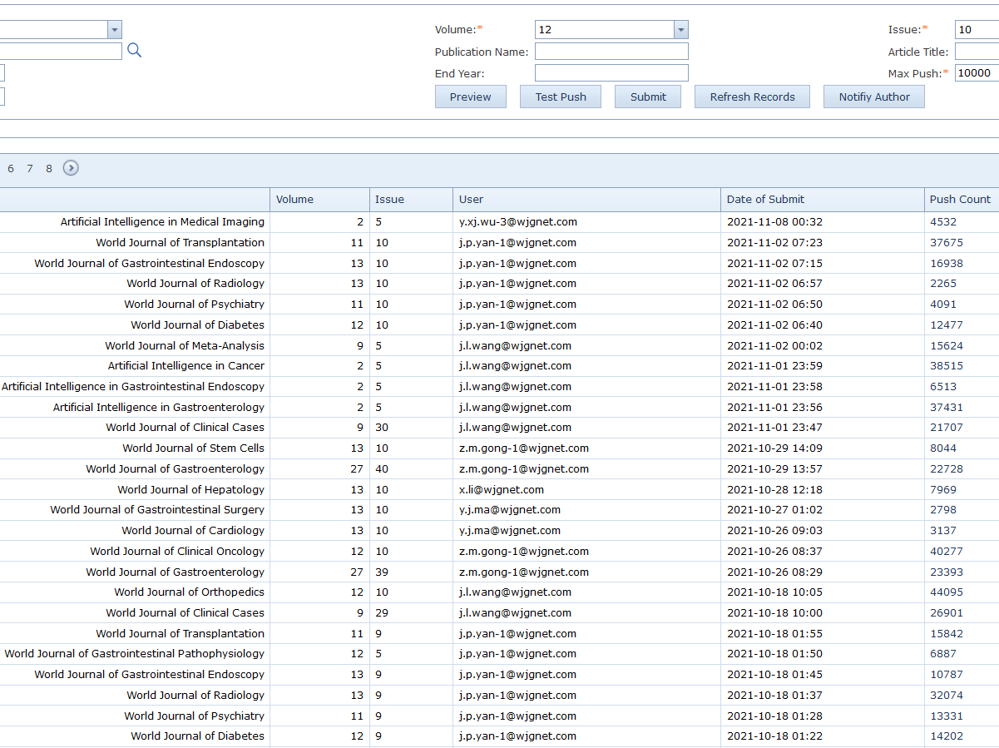 Volume:* 12 Issue:* 10
Publication Name: Article Title:
End Year: Max Push:* 10000
Preview Test Push Submit Refresh Records Notifiy Author
6 7 8
Volume Issue User Date of Submit Push Count
Artificial Intelligence in Medical Imaging 2 5 y.xj.wu-3@wjgnet.com 2021-11-08 00:32 4532
World Journal of Transplantation 11 10 j.p.yan-1@wjgnet.com 2021-11-02 07:23 37675
World Journal of Gastrointestinal Endoscopy 13 10 j.p.yan-1@wjgnet.com 2021-11-02 07:15 16938
World Journal of Radiology 13 10 j.p.yan-1@wjgnet.com 2021-11-02 06:57 2265
World Journal of Psychiatry 11 10 j.p.yan-1@wjgnet.com 2021-11-02 06:50 4091
World Journal of Diabetes 12 10 j.p.yan-1@wjgnet.com 2021-11-02 06:40 12477
World Journal of Meta-Analysis 9 5 j.l.wang@wjgnet.com 2021-11-02 00:02 15624
Artificial Intelligence in Cancer 2 5 j.l.wang@wjgnet.com 2021-11-01 23:59 38515
Artificial Intelligence in Gastrointestinal Endoscopy 2 5 j.l.wang@wjgnet.com 2021-11-01 23:58 6513
Artificial Intelligence in Gastroenterology 2 5 j.l.wang@wjgnet.com 2021-11-01 23:56 37431
World Journal of Clinical Cases 9 30 j.l.wang@wjgnet.com 2021-11-01 23:47 21707
World Journal of Stem Cells 13 10 z.m.gong-1@wjgnet.com 2021-10-29 14:09 8044
World Journal of Gastroenterology 27 40 z.m.gong-1@wjgnet.com 2021-10-29 13:57 22728
World Journal of Hepatology 13 10 x.li@wjgnet.com 2021-10-28 12:18 7969
World Journal of Gastrointestinal Surgery 13 10 y.j.ma@wjgnet.com 2021-10-27 01:02 2798
World Journal of Cardiology 13 10 y.j.ma@wjgnet.com 2021-10-26 09:03 3137
World Journal of Clinical Oncology 12 10 z.m.gong-1@wjgnet.com 2021-10-26 08:37 40277
World Journal of Gastroenterology 27 39 z.m.gong-1@wjgnet.com 2021-10-26 08:29 23393
World Journal of Orthopedics 12 10 j.l.wang@wjgnet.com 2021-10-18 10:05 44095
World Journal of Clinical Cases 9 29 j.l.wang@wjgnet.com 2021-10-18 10:00 26901
World Journal of Transplantation 11 9 j.p.yan-1@wjgnet.com 2021-10-18 01:55 15842
World Journal of Gastrointestinal Pathophysiology 12 5 j.p.yan-1@wjgnet.com 2021-10-18 01:50 6887
World Journal of Gastrointestinal Endoscopy 13 9 j.p.yan-1@wjgnet.com 2021-10-18 01:45 10787
World Journal of Radiology 13 9 j.p.yan-1@wjgnet.com 2021-10-18 01:37 32074
World Journal of Psychiatry 11 9 j.p.yan-1@wjgnet.com 2021-10-18 01:28 13331
World Journal of Diabetes 12 9 j.p.yan-1@wjgnet.com 2021-10-18 01:22 14202